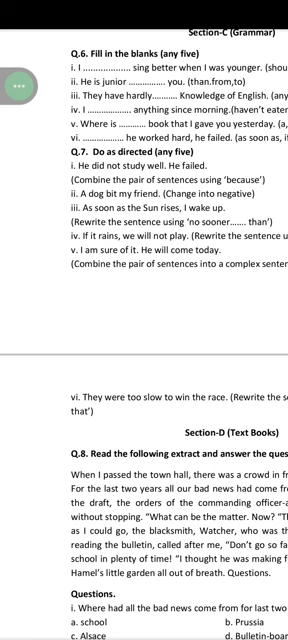 Section-C (Grammar)
Q.6. Fill in the blanks (any five)
i. I ................... sing better when I was younger. (shou
ii. He is junior ............... you. (than.from,to)
iii. They have hardly.......... Knowledge of English. (any
iv. I .................. anything since morning.(haven't eaten
v. Where is ........... book that I gave you yesterday. (a,
vi. ................ he worked hard, he failed. (as soon as, if
Q.7. Do as directed (any five)
i. He did not study well. He failed.
(Combine the pair of sentences using 'because')
ii. A dog bit my friend. (Change into negative)
iii. As soon as the Sun rises, I wake up.
(Rewrite the sentence using 'no sooner....... than')
iv. If it rains, we will not play. (Rewrite the sentence u
v. I am sure of it. He will come today.
(Combine the pair of sentences into a complex senten
vi. They were too slow to win the race. (Rewrite the se
that')
Section-D (Text Books)
Q.8. Read the following extract and answer the ques
When I passed the town hall, there was a crowd in fr
For the last two years all our bad news had come fro
the draft, the orders of the commanding officer-a
without stopping. "What can be the matter. Now? "Th
as I could go, the blacksmith, Watcher, who was th
reading the bulletin, called after me, "Don't go so fa
school in plenty of time! "I thought he was making f
Hamel's little garden all out of breath. Questions.
Questions.
i. Where had all the bad news come from for last two
a. school b. Prussia
c. Alsace d. Bulletin-boar